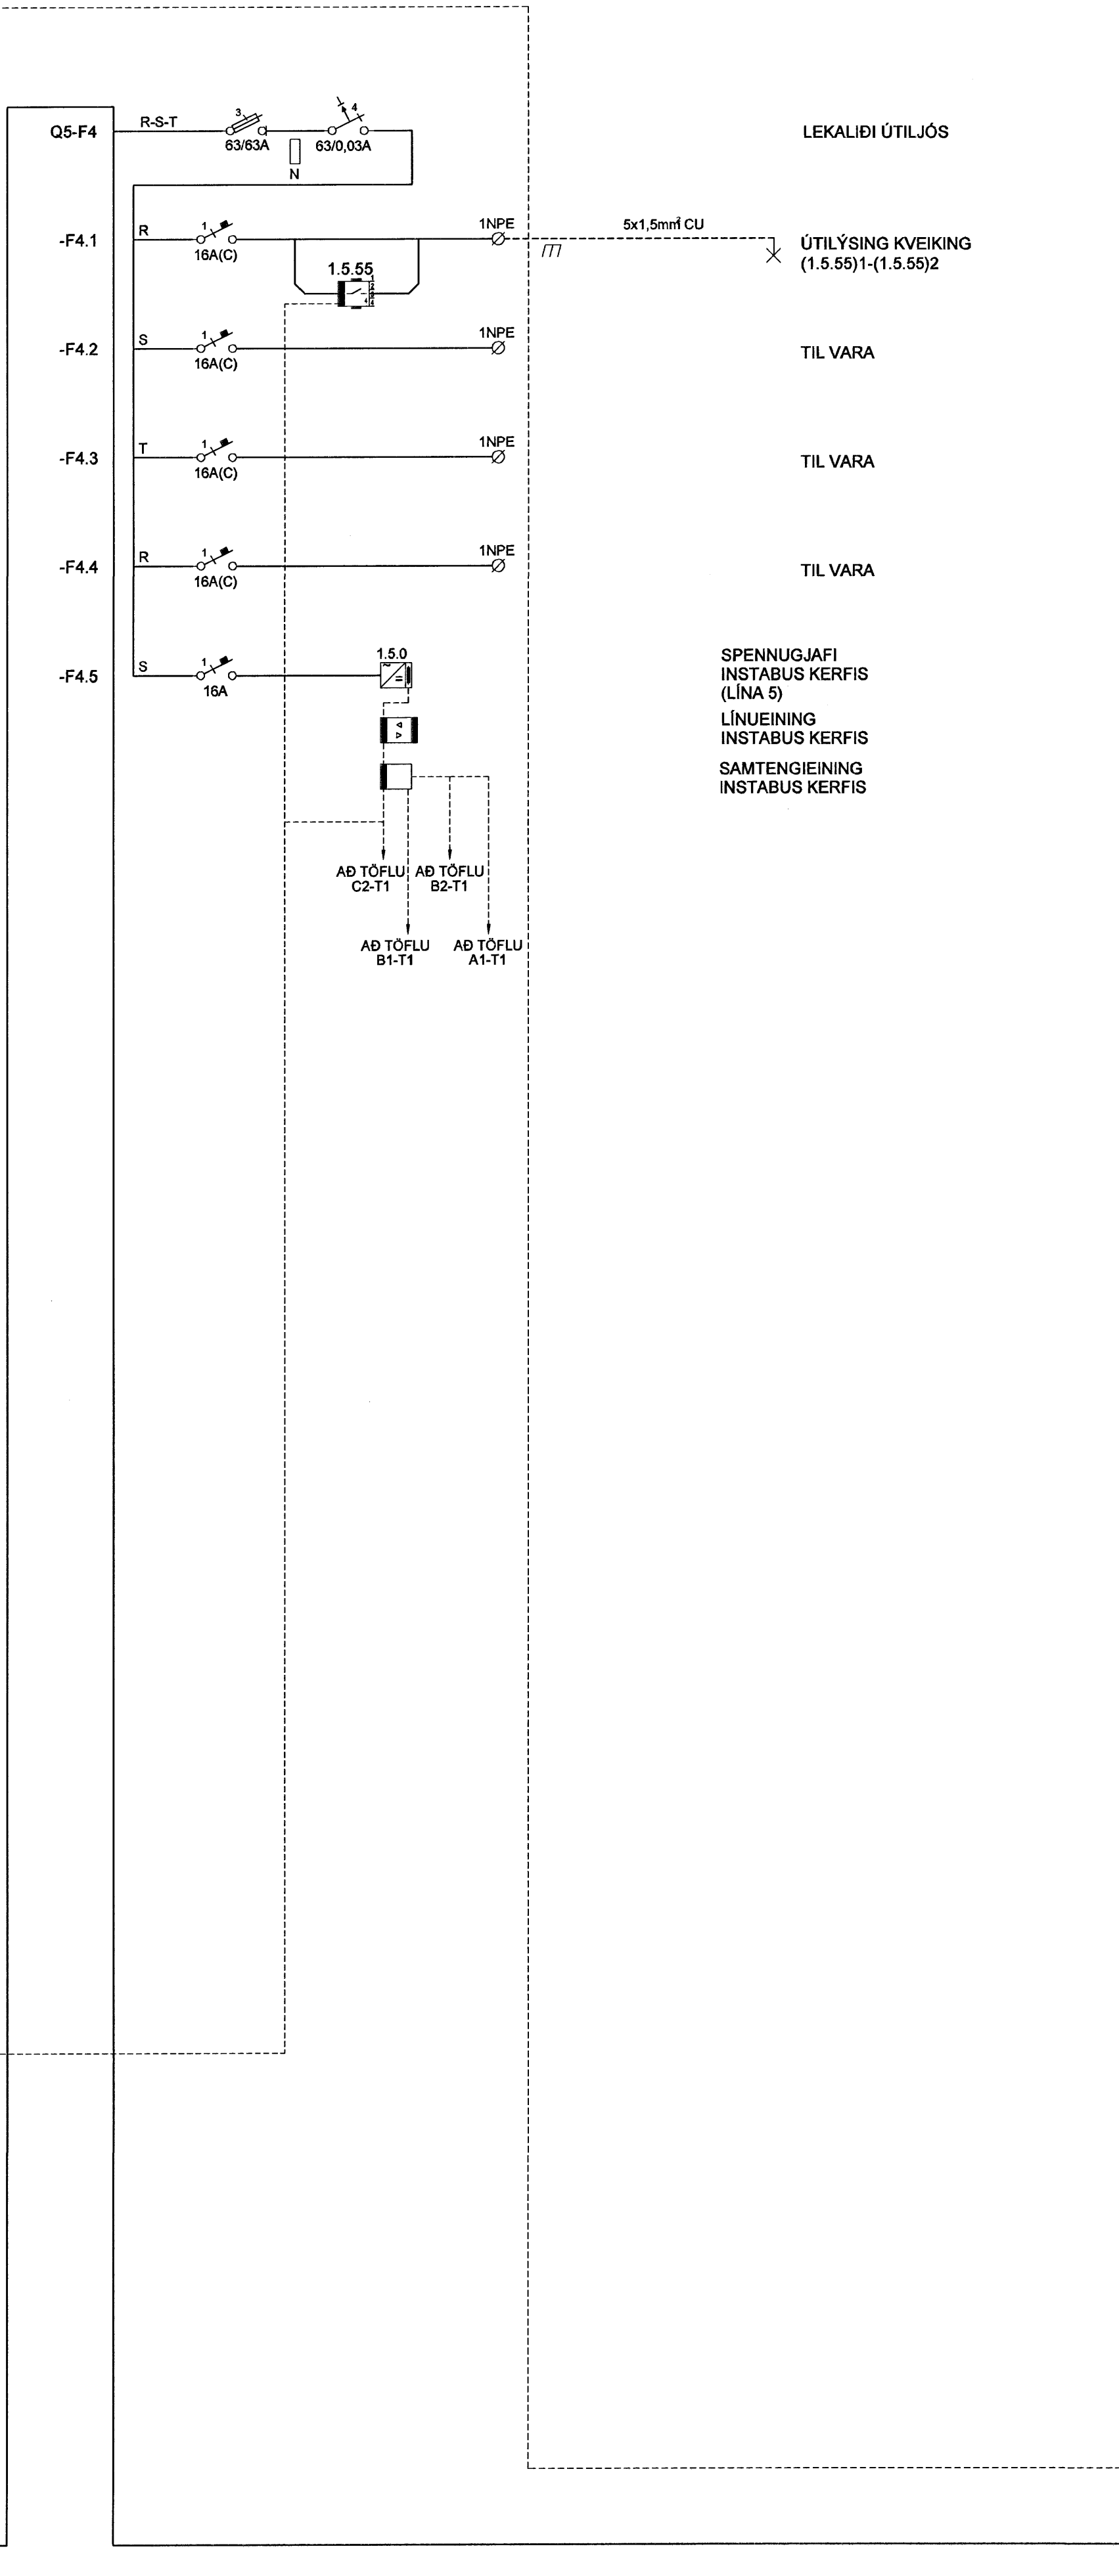 Q5-F4
R-S-T
3
63/63A
N
4
63/0,03A
LEKALIÐI ÚTILJÓS
-F4.1
R
1
16A(C)
1.5.55
1NPE
5x1,5mm² CU
ÚTILÝSING KVEIKING
(1.5.55)1-(1.5.55)2
-F4.2
S
1
16A(C)
1NPE
TIL VARA
-F4.3
T
1
16A(C)
1NPE
TIL VARA
-F4.4
R
1
16A(C)
1NPE
TIL VARA
-F4.5
S
1
16A
1.5.0
SPENNUGJAFI
INSTABUS KERFIS
(LÍNA 5)
LÍNUEINING
INSTABUS KERFIS
SAMTENGIEINING
INSTABUS KERFIS
AÐ TÖFLU
C2-T1
AÐ TÖFLU
B2-T1
AÐ TÖFLU
B1-T1
AÐ TÖFLU
A1-T1